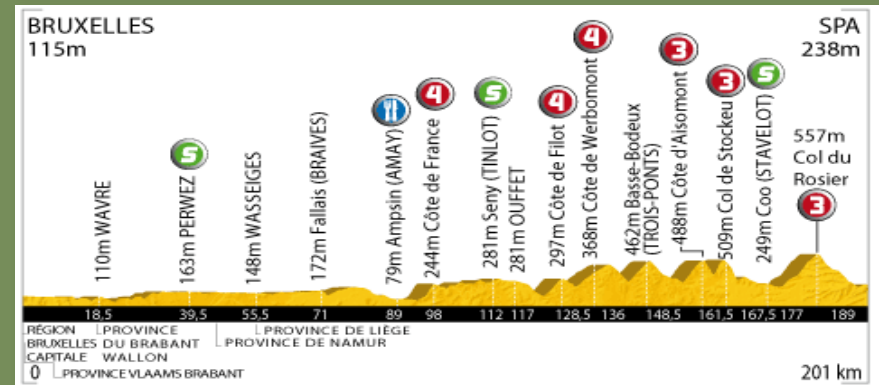 BRUXELLES
115m
SPA
238m
110m WAVRE
S
163m PERWEZ
148m WASSEIGES
172m Fallais (BRAIVES)
79m Ampsin (AMAY)
4
244m Côte de France
S
281m Seny (TINLOT)
281m OUFFET
4
297m Côte de Filot
4
368m Côte de Werbomont
462m Basse-Bodeux
(TROIS-PONTS)
3
488m Côte d'Aisomont
3
509m Col de Stockeu
S
249m Coo (STAVELOT)
557m
Col du
Rosier
3
18,5 39,5 55,5 71 89 98 112 117 128,5 136 148,5 161,5 167,5 177 189
RÉGION
BRUXELLES
CAPITALE
PROVINCE
DU BRABANT
WALLON
PROVINCE DE LIÈGE
PROVINCE DE NAMUR
0
PROVINCE VLAAMS BRABANT
201 km